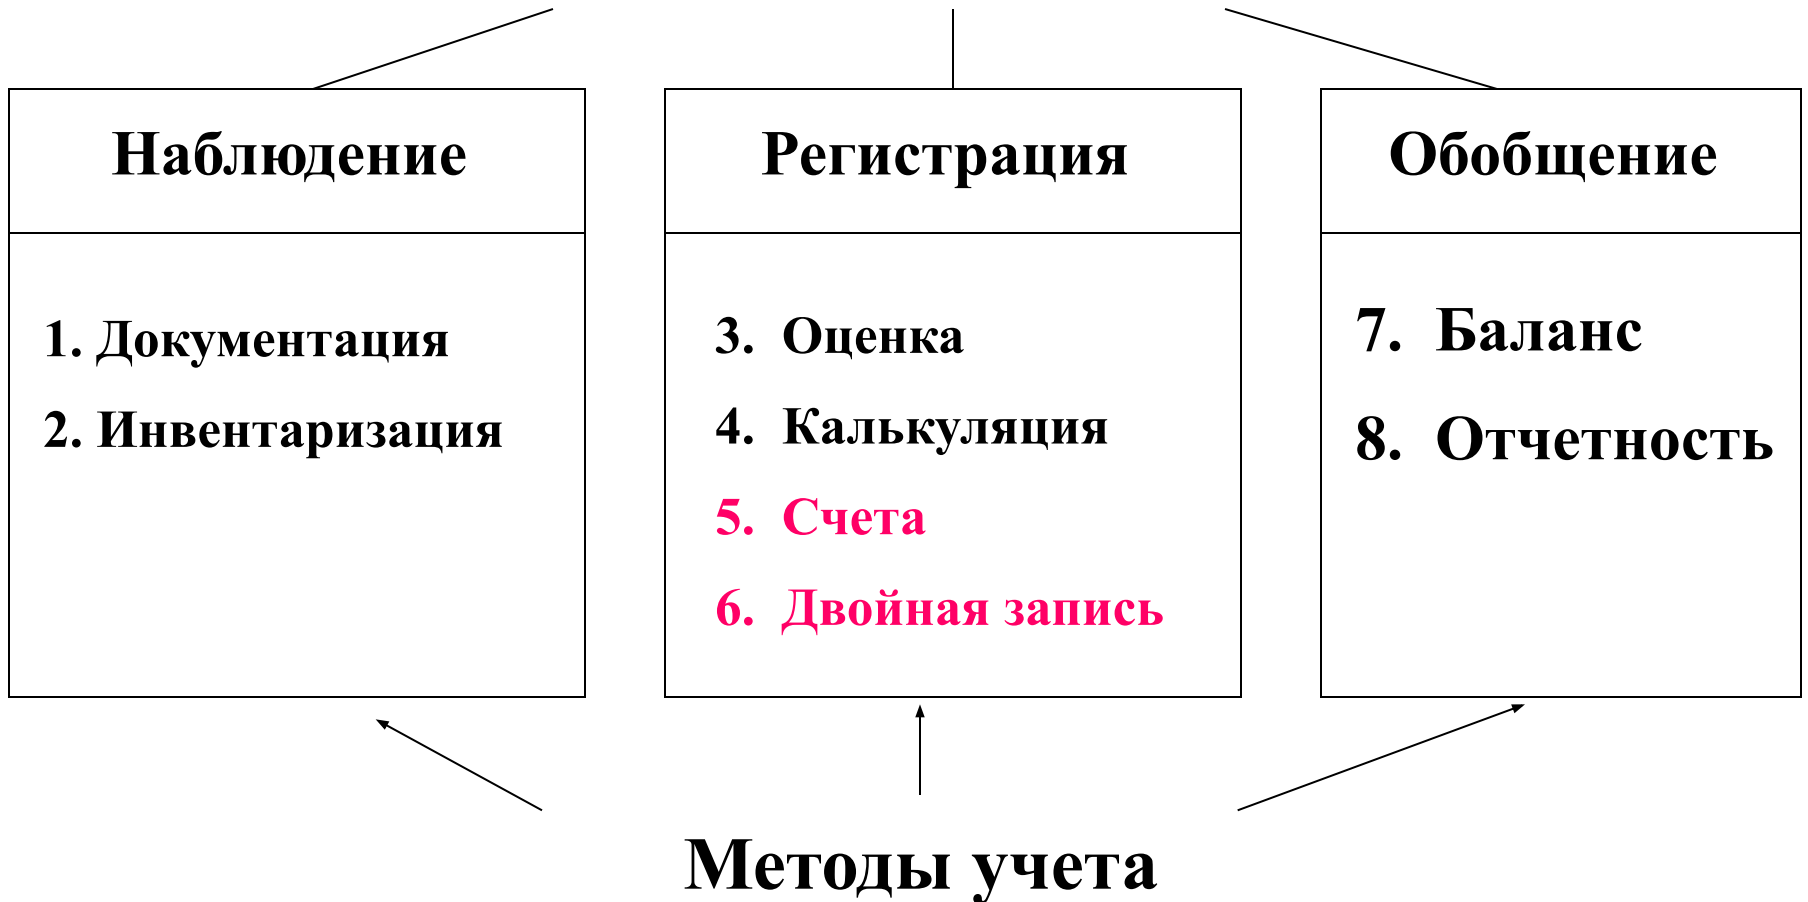 Наблюдение
1. Документация
2. Инвентаризация
Регистрация
3. Оценка
4. Калькуляция
5. Счета
6. Двойная запись
Обобщение
7. Баланс
8. Отчетность
Методы учета